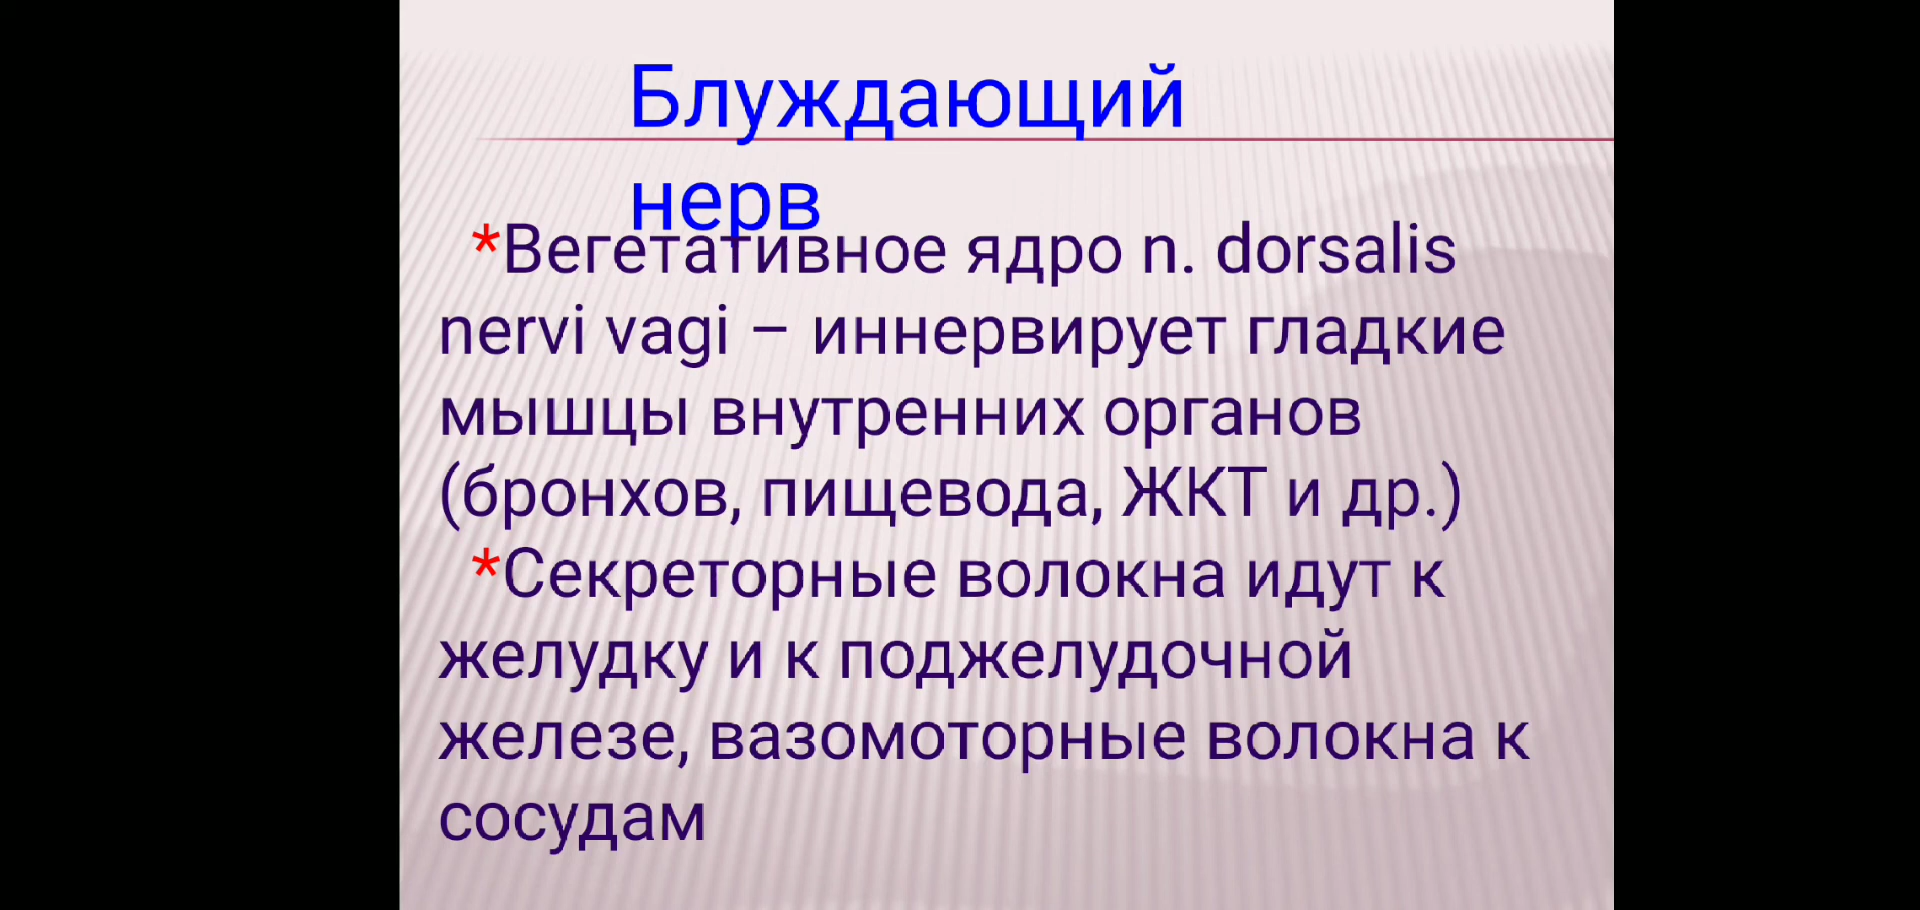 Блуждающий
нерв
*Вегетативное ядро n. dorsalis
nervi vagi – иннервирует гладкие
мышцы внутренних органов
(бронхов, пищевода, ЖКТ и др.)
*Секреторные волокна идут к
желудку и к поджелудочной
железе, вазомоторные волокна к
сосудам